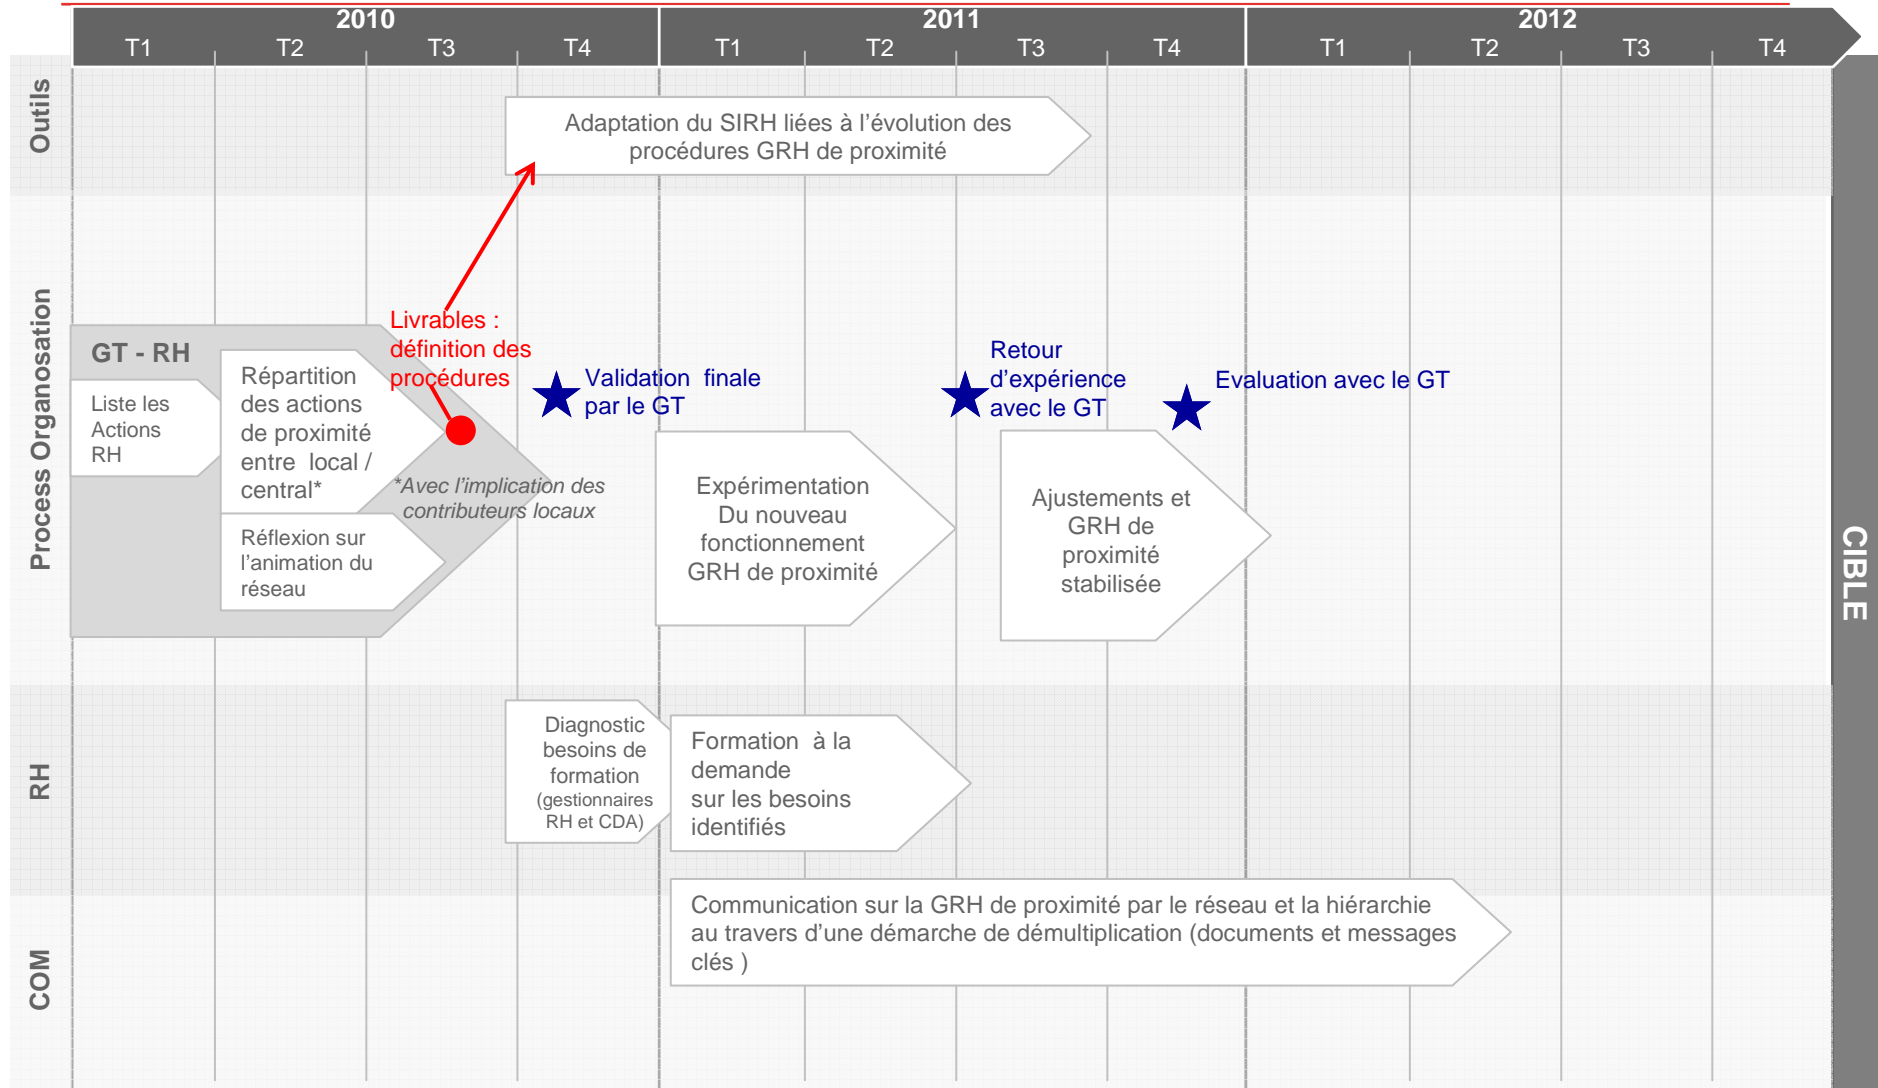 2010
2011
2012
T1
T2
T3
T4
T1
T2
T3
T4
T1
T2
T3
T4
Outils
Adaptation du SIRH liées à l’évolution des
procédures GRH de proximité
Process Organosation
GT - RH
Liste les
Actions
RH
Répartition
des actions
de proximité
entre local /
central*
Réflexion sur
l’animation du
réseau
Livrables :
définition des
procédures
*Avec l’implication des
contributeurs locaux
Validation finale
par le GT
Expérimentation
Du nouveau
fonctionnement
GRH de proximité
Retour
d’expérience
avec le GT
Ajustements et
GRH de
proximité
stabilisée
Evaluation avec le GT
CIBLE
RH
Diagnostic
besoins de
formation
(gestionnaires
RH et CDA)
Formation à la
demande
sur les besoins
identifiés
COM
Communication sur la GRH de proximité par le réseau et la hiérarchie
au travers d’une démarche de démultiplication (documents et messages
clés )